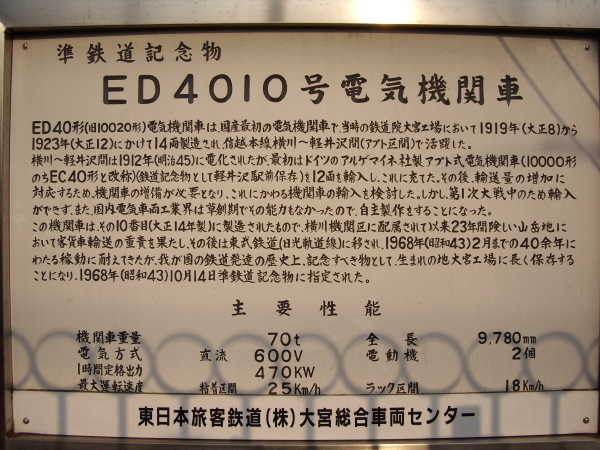 準鉄道記念物
ED4010号電気機関車
ED40形(旧10020形)電気機関車は、国産最初の電気機関車で、当時の鉄道院大宮工場において1919年(大正8)から
1923年(大正12)にかけて14両製造され、信越本線横川~軽井沢間(アプト区間)で活躍した。
横川~軽井沢間は1912年(明治45)に電化されたが、最初はドイツのアルゲマイネ社製アプト式電気機関車(10000形
のちEC40形と改称)(鉄道記念物として軽井沢駅前保存)を12両を輸入し、これに充てた。その後、輸送量の増加に
対応するため、機関車の増備が必要となり、これにかわる機関車の輸入を検討した。しかし、第1次大戦中のため輸入
ができず、また、国内電気車両工業界は草創期でその能力もなかったので、自主製作をすることになった。
この機関車は、その10番目(大正14年製)に製造されたもので、横川機関区に配属されて以来23年間険しい山岳地に
おいて客貨車輸送の重責を果たし、その後は東武鉄道(日光軌道線)に移され、1968年(昭和43)2月までの40余年に
わたる稼動に耐えてきたが、我が国の鉄道発達の歴史上、記念すべき物として、生まれの地大宮工場に長く保存する
ことになり、1968年(昭和43)10月14日準鉄道記念物に指定された。
主要性能
機関車重量 70t 全長 9,780mm
電気方式 直流 600V 電動機 2個
1時間定格出力 470KW
最大運転速度 粘着区間 25Km/h ラック区間 18Km/h
東日本旅客鉄道(株)大宮総合車両センター